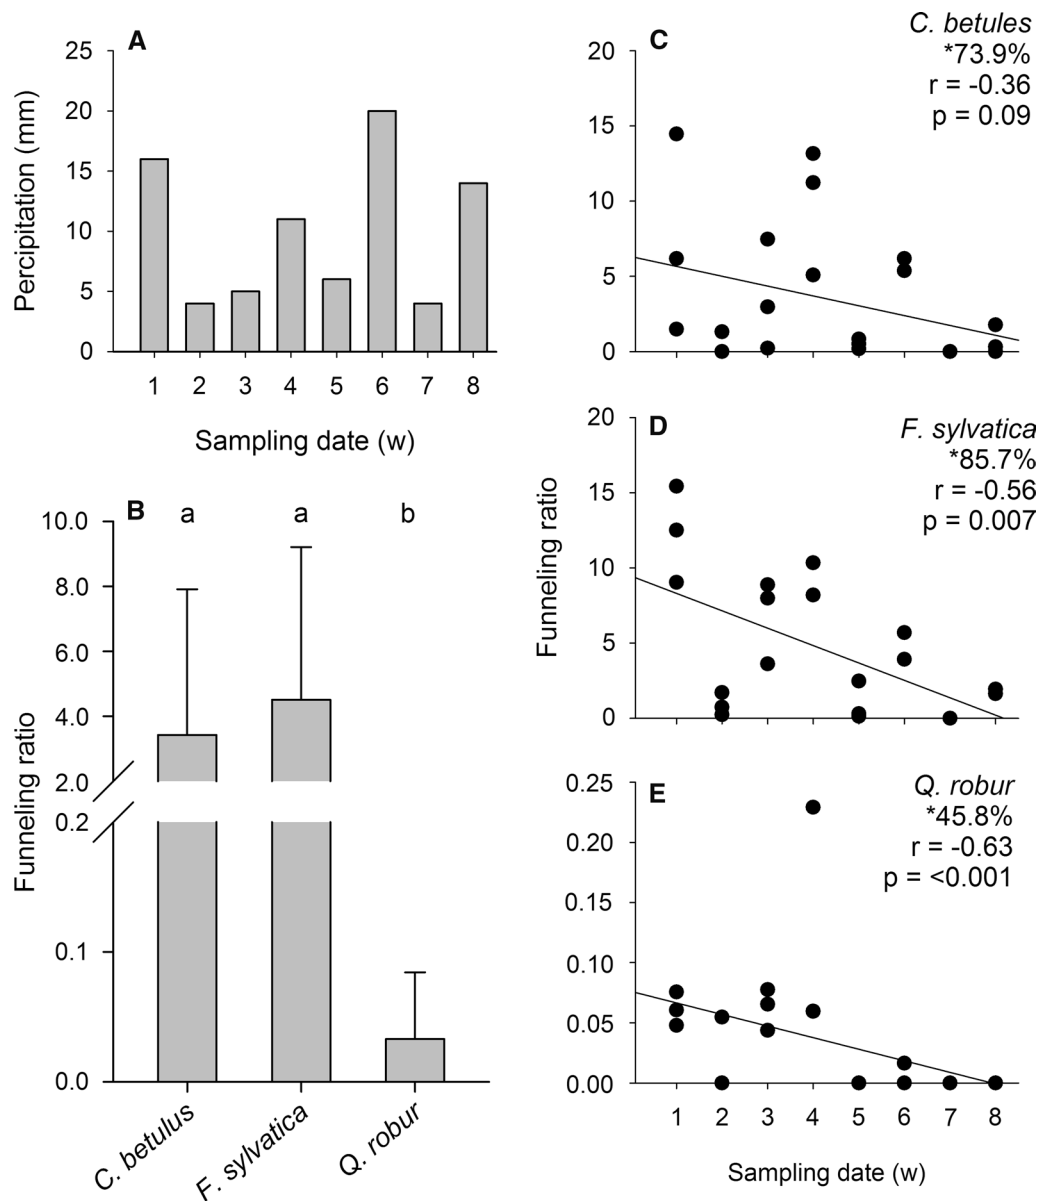 A
25
20
15
10
5
0
Percipitation (mm)
1 2 3 4 5 6 7 8
Sampling date (w)
B
a a b
10.0
8.0
6.0
4.0
2.0
0.2
0.1
0.0
Funneling ratio
C. betulus
F. sylvatica
Q. robur
C
C. betules
*73.9%
r = -0.36
p = 0.09
20
15
10
5
0
D
F. sylvatica
*85.7%
r = -0.56
p = 0.007
20
15
10
5
0
Funneling ratio
E
Q. robur
*45.8%
r = -0.63
p = <0.001
0.25
0.20
0.15
0.10
0.05
0.00
1 2 3 4 5 6 7 8
Sampling date (w)